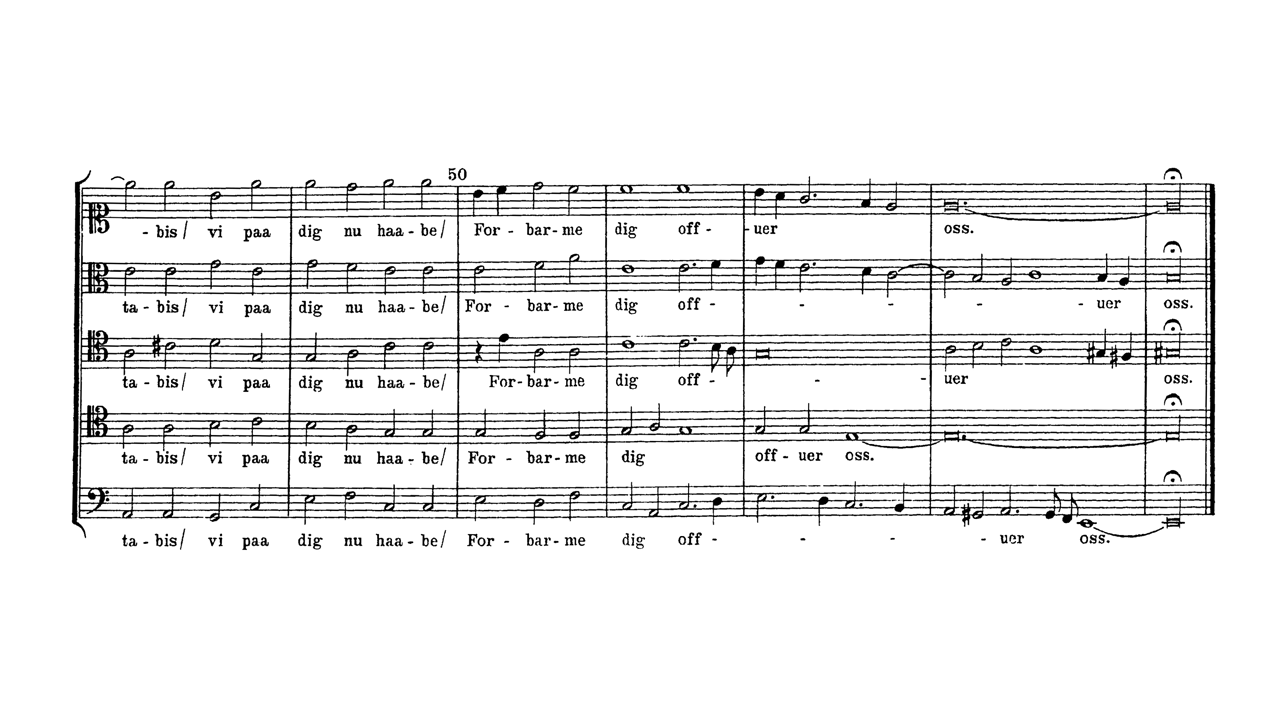 50
- bis/ vi paa dig nu haa - be/ For - bar - me dig off - uer oss.
ta - bis/ vi paa dig nu haa - be/ For - bar - me dig off - - - - uer oss.
ta - bis/ vi paa dig nu haa - be/ For - bar - me dig off - - - uer oss.
ta - bis/ vi paa dig nu haa - be/ For - bar - me dig off - uer oss.
ta - bis/ vi paa dig nu haa - be/ For - bar - me dig off - - - - uer oss.